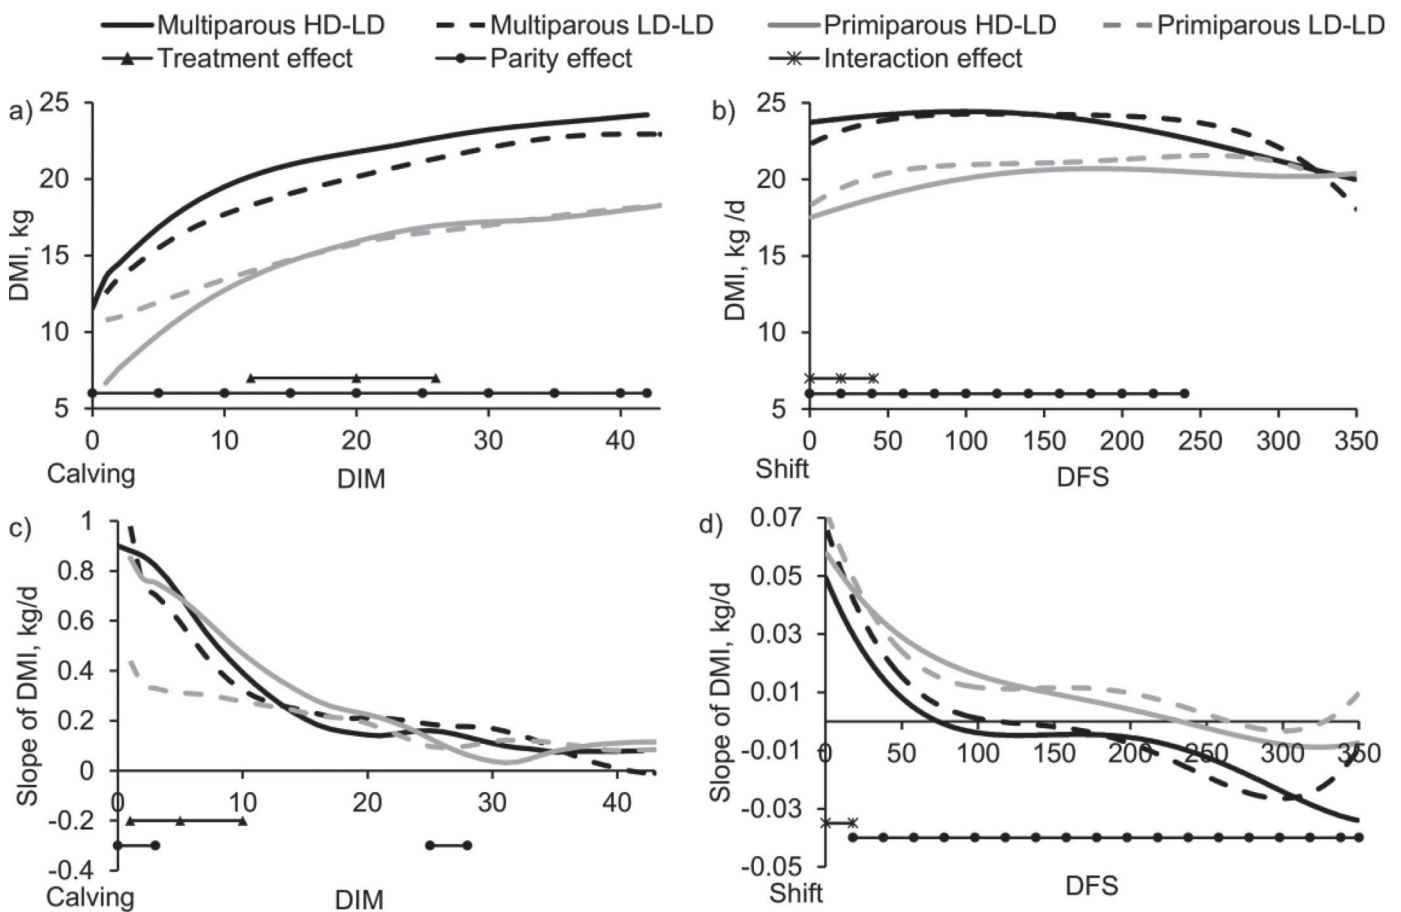 Multiparous HD-LD Multiparous LD-LD Primiparous HD-LD Primiparous LD-LD
Treatment effect Parity effect Interaction effect
a)
DMI, kg
25
20
15
10
5
0 10 20 30 40
Calving
DIM
b)
DMI, kg /d
25
20
15
10
5
0 50 100 150 200 250 300 350
Shift
DFS
c)
Slope of DMI, kg/d
1
0.8
0.6
0.4
0.2
0
-0.2
-0.4
0 10 20 30 40
Calving
DIM
d)
Slope of DMI, kg/d
0.07
0.05
0.03
0.01
-0.01
-0.03
-0.05
0 50 100 150 200 250 300 350
Shift
DFS